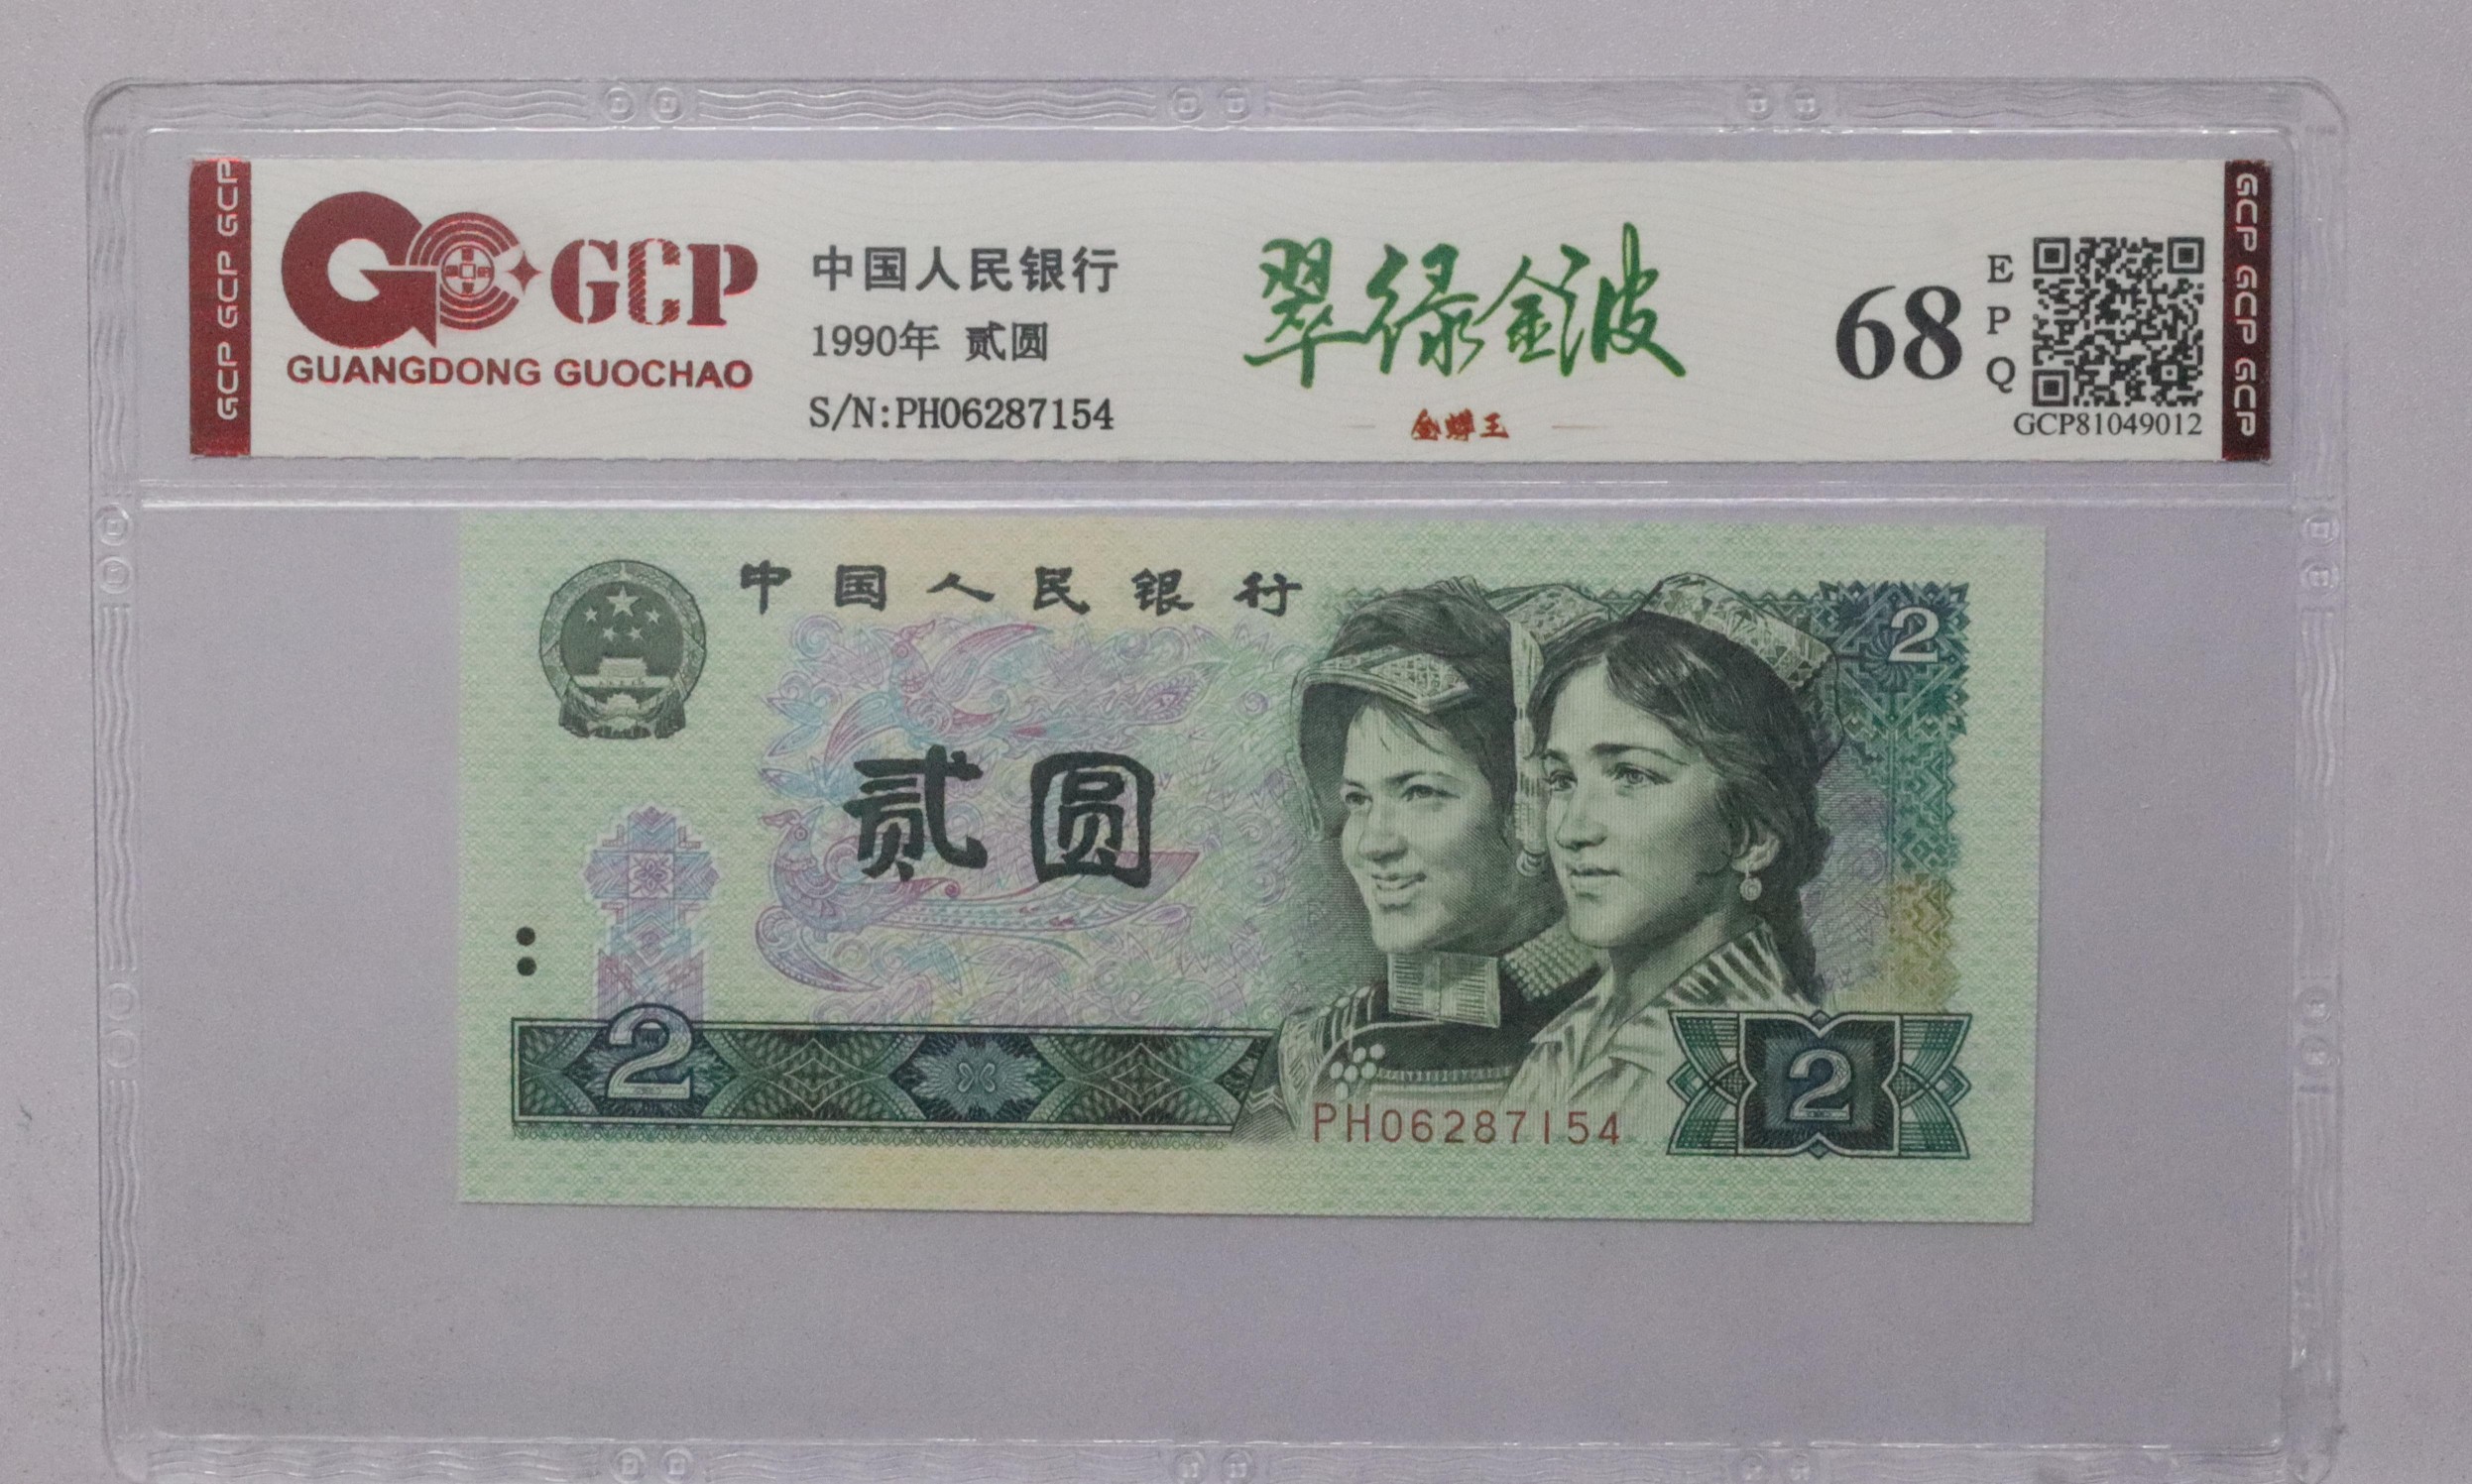 GCP GCP GCP
GCP
GUANGDONG GUOCHAO
中国人民银行
1990年 贰圆
S/N:PH06287154
翠绿金波
金蝉王
68
E
P
Q
GCP81049012
GCP GCP GCP
中国人民银行
2
贰圆
2
2
PH06287154